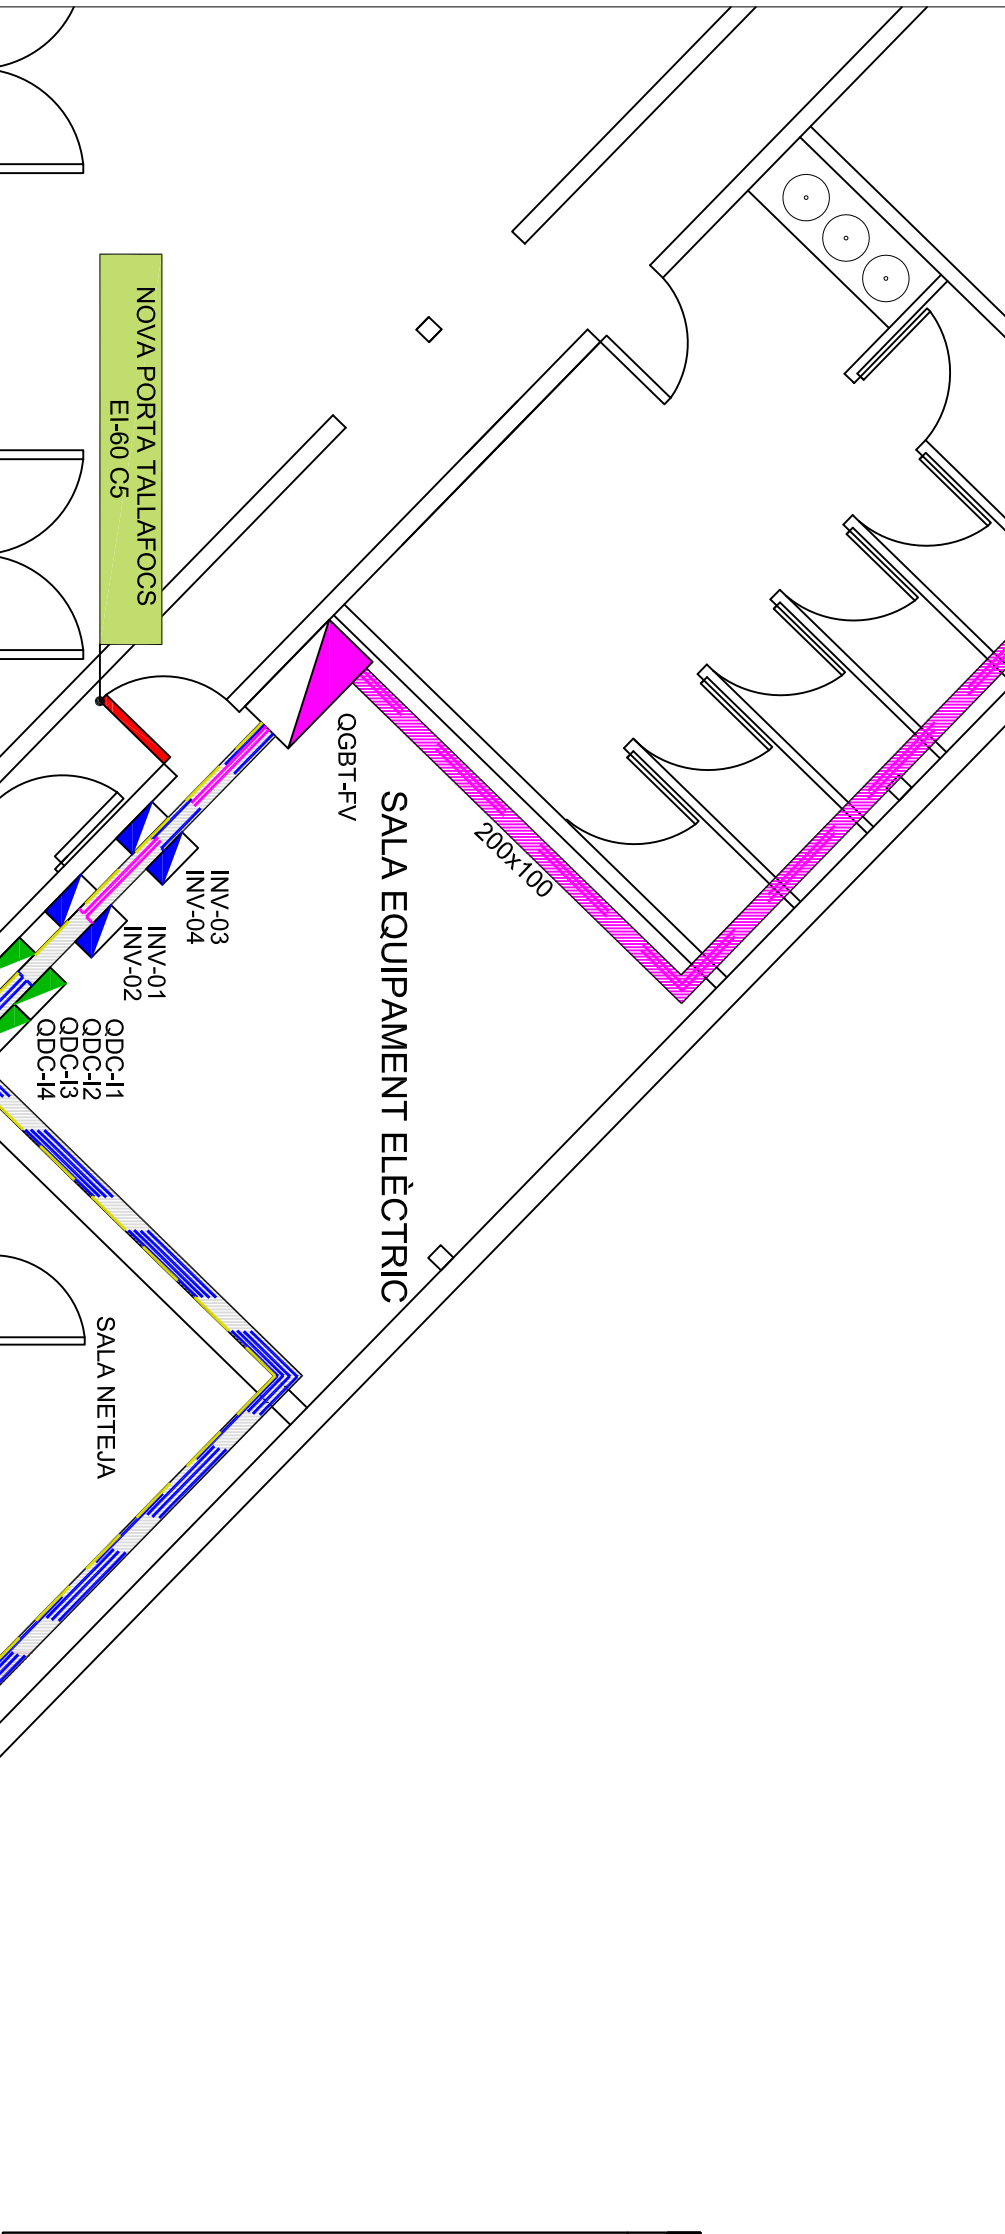 NOVA PORTA TALLAFOCS
EI-60 C5
QGBT-FV
200x100
SALA EQUIPAMENT ELÈCTRIC
INV-03
INV-04
INV-01
INV-02
QDC-I1
QDC-I2
QDC-I3
QDC-I4
SALA NETEJA